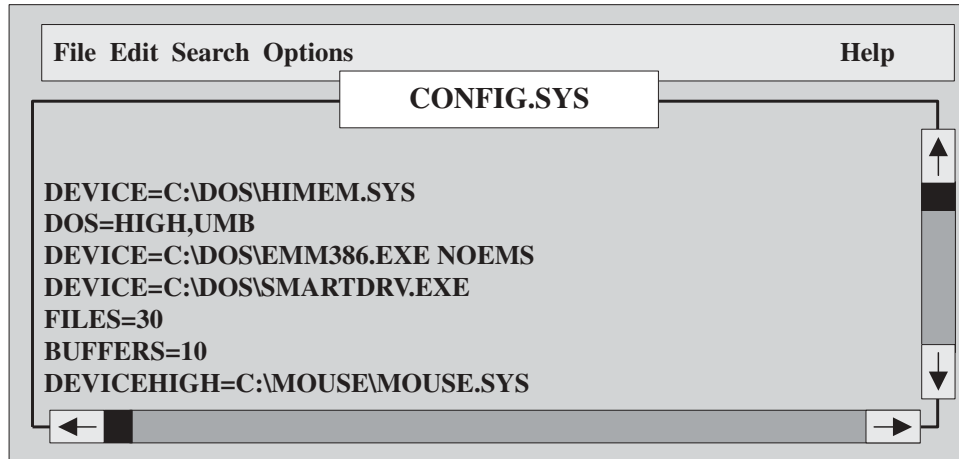 File Edit Search Options Help
CONFIG.SYS
DEVICE=C:\DOS\HIMEM.SYS
DOS=HIGH,UMB
DEVICE=C:\DOS\EMM386.EXE NOEMS
DEVICE=C:\DOS\SMARTDRV.EXE
FILES=30
BUFFERS=10
DEVICEHIGH=C:\MOUSE\MOUSE.SYS